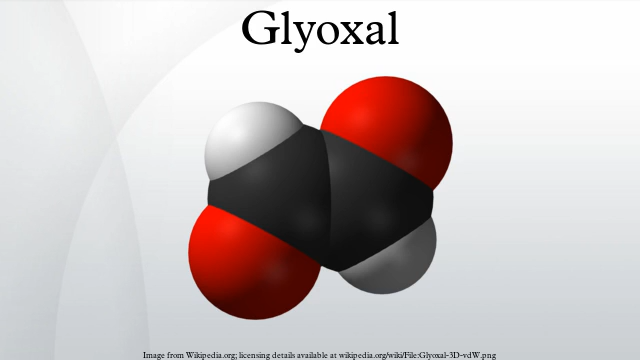 Glyoxal
Image from Wikipedia.org; licensing details available at wikipedia.org/wiki/File:Glyoxal-3D-vdW.png